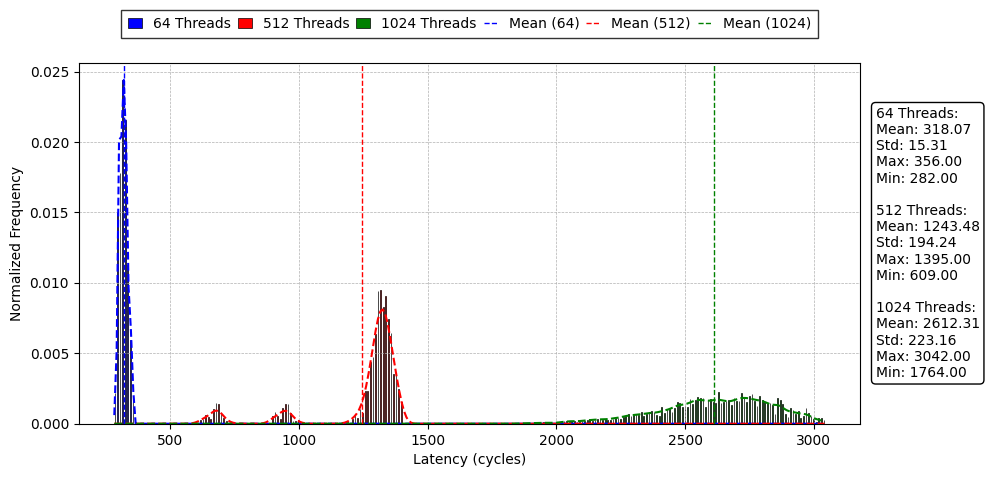 64 Threads 512 Threads 1024 Threads Mean (64) Mean (512) Mean (1024)
0.025
0.020
0.015
0.010
0.005
0.000
Normalized Frequency
500 1000 1500 2000 2500 3000
Latency (cycles)
64 Threads:
Mean: 318.07
Std: 15.31
Max: 356.00
Min: 282.00
512 Threads:
Mean: 1243.48
Std: 194.24
Max: 1395.00
Min: 609.00
1024 Threads:
Mean: 2612.31
Std: 223.16
Max: 3042.00
Min: 1764.00